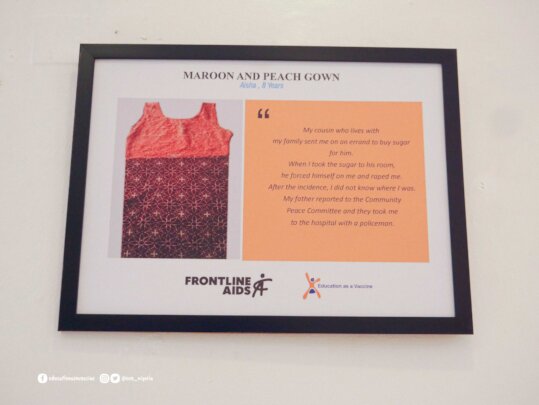 MAROON AND PEACH GOWN
Aisha , 8 Years
“
My cousin who lives with
my family sent me on an errand to buy sugar
for him.
When I took the sugar to his room,
he forced himself on me and raped me.
After the incidence, I did not know where I was.
My father reported to the Community
Peace Committee and they took me
to the hospital with a policeman.
FRONTLINE
AIDS
Education as a Vaccine